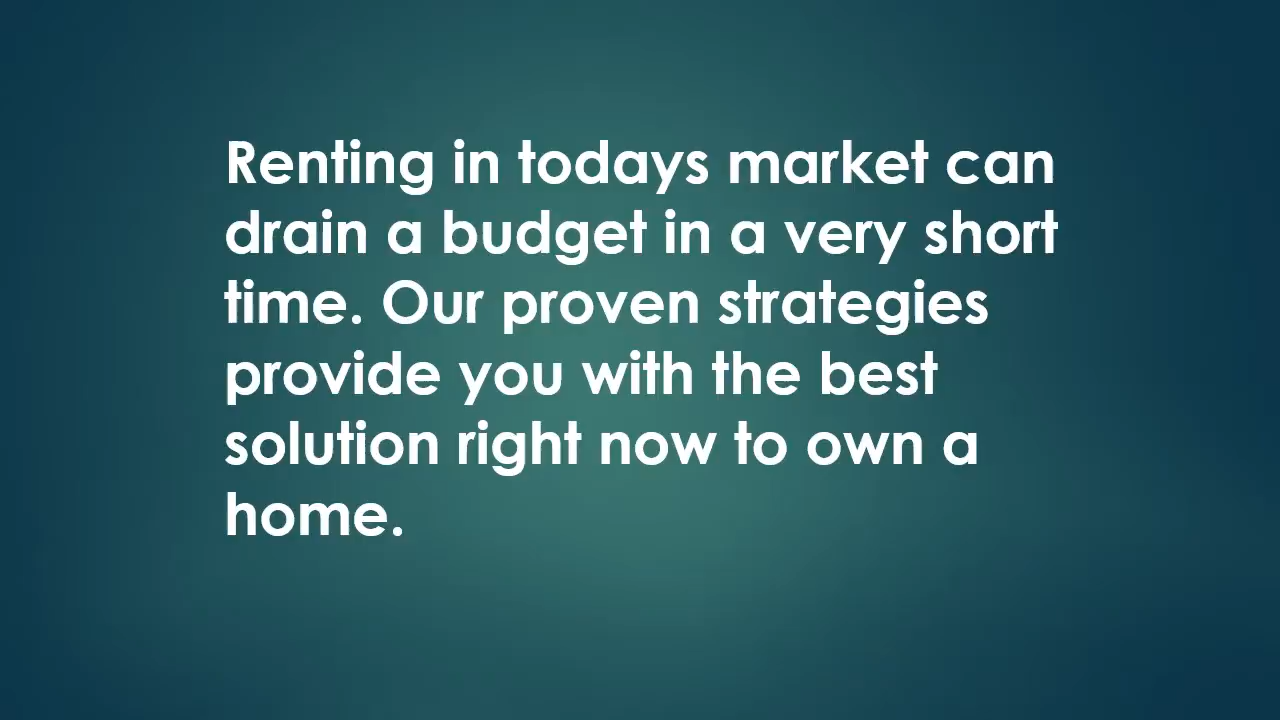 Renting in todays market can
drain a budget in a very short
time. Our proven strategies
provide you with the best
solution right now to own a
home.